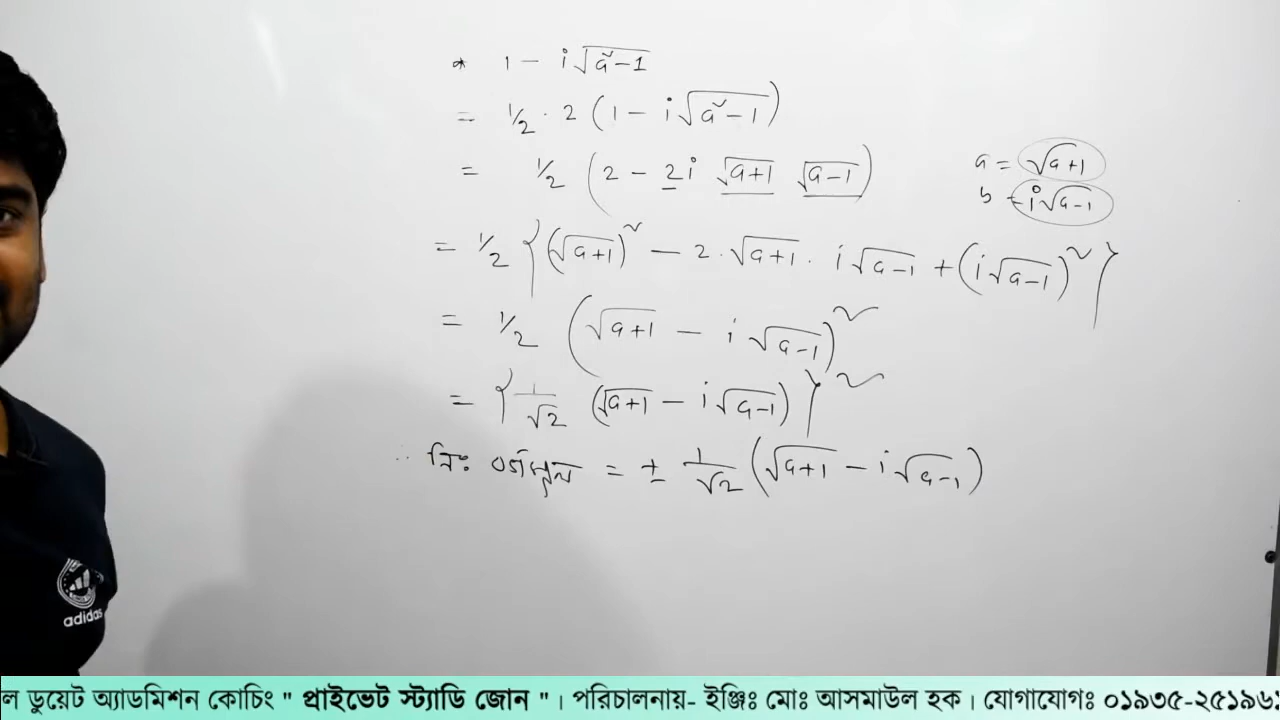 * 1 - i√(a²-1)
= 1/2 · 2 (1 - i√(a²-1))
= 1/2 (2 - 2i √(a+1) √(a-1))
a = √(a+1)
b = i√(a-1)
= 1/2 {(√(a+1))² - 2·√(a+1)· i√(a-1) + (i√(a-1))²}
= 1/2 (√(a+1) - i√(a-1))²
= {1/√2 (√(a+1) - i√(a-1))}²
∴ নিঃ বর্গমূল = ± 1/√2 (√(a+1) - i√(a-1))
adidas
ল ডুয়েট অ্যাডমিশন কোচিং " প্রাইভেট স্ট্যাডি জোন " । পরিচালনায়- ইঞ্জিঃ মোঃ আসমাউল হক । যোগাযোগঃ ০১৯৩৫-২৫১৯৬১